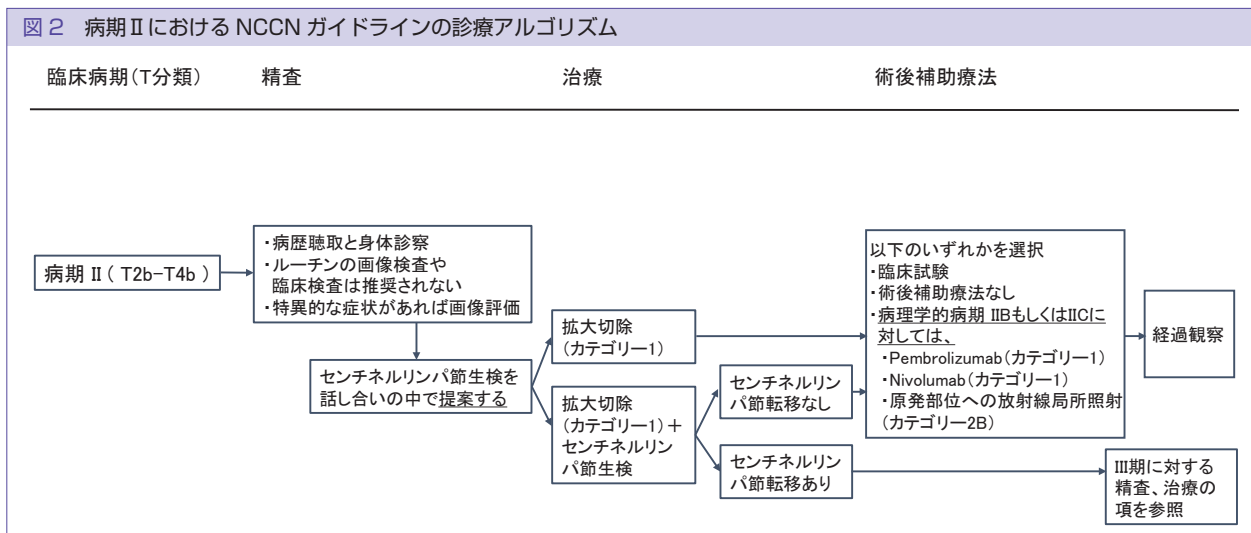 図2 病期Ⅱにおける NCCN ガイドラインの診療アルゴリズム
臨床病期(T分類)
精査
治療
術後補助療法
病期 II ( T2b-T4b )
・病歴聴取と身体診察
・ルーチンの画像検査や
臨床検査は推奨されない
・特異的な症状があれば画像評価
センチネルリンパ節生検を
話し合いの中で提案する
拡大切除
(カテゴリー1)
拡大切除
(カテゴリー1)+
センチネルリン
パ節生検
センチネルリン
パ節転移なし
センチネルリン
パ節転移あり
以下のいずれかを選択
・臨床試験
・術後補助療法なし
・病理学的病期 IIBもしくはIICに
対しては、
・Pembrolizumab(カテゴリー1)
・Nivolumab(カテゴリー1)
・原発部位への放射線局所照射
(カテゴリー2B)
経過観察
III期に対する
精査、治療の
項を参照